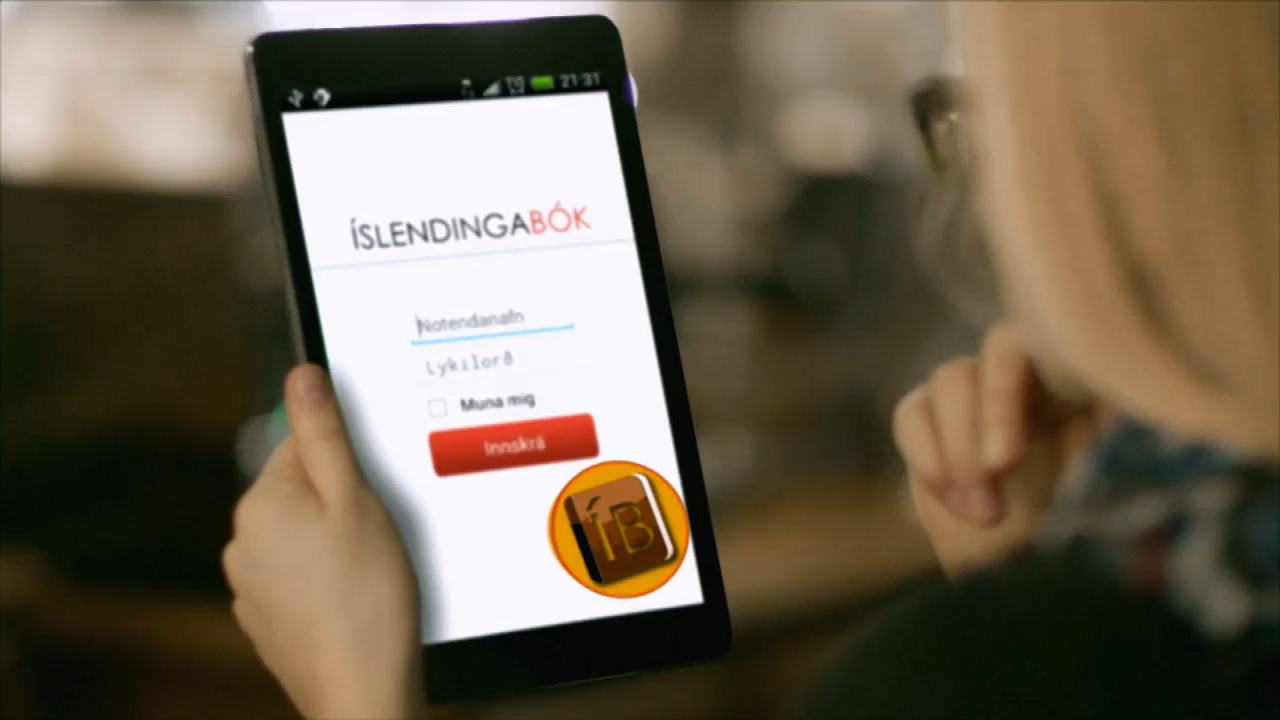 21:31
ÍSLENDINGABÓK
Notendanafn
Lykilorð
Muna mig
Innskrá
ÍB